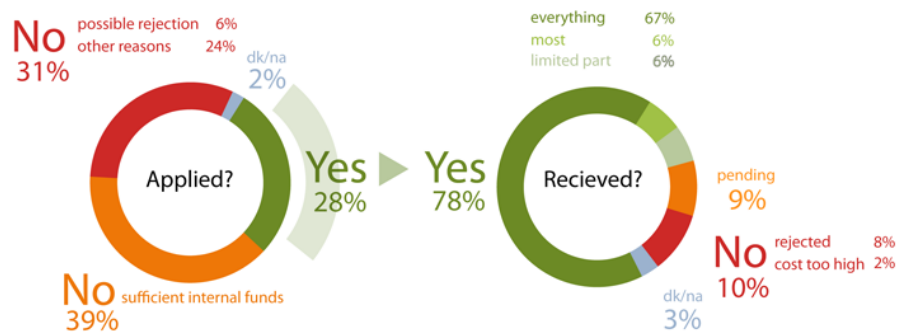 No
31%
possible rejection 6%
other reasons 24%
dk/na
2%
Applied?
Yes
28%
No
39%
sufficient internal funds
everything 67%
most 6%
limited part 6%
Yes
78%
Recieved?
pending
9%
No
10%
rejected 8%
cost too high 2%
dk/na
3%